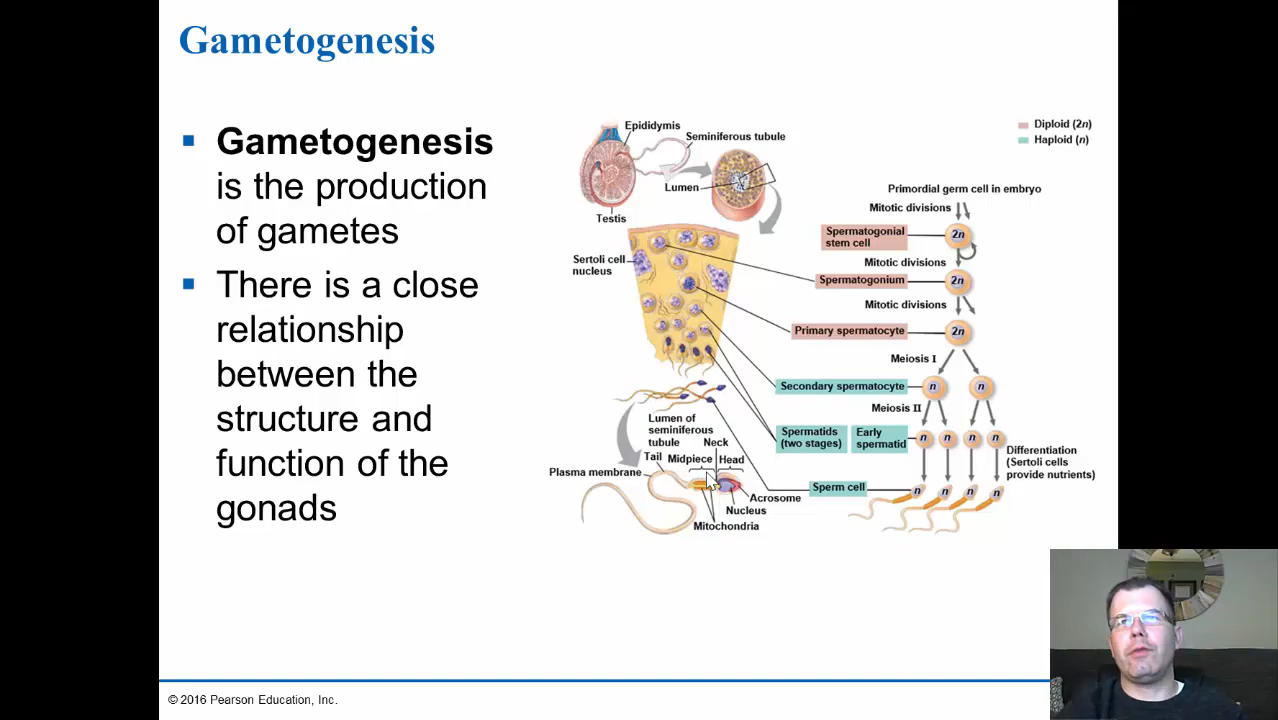 Gametogenesis
Gametogenesis
is the production
of gametes
There is a close
relationship
between the
structure and
function of the
gonads
Epididymis
Seminiferous tubule
Lumen
Testis
Sertoli cell
nucleus
Diploid (2n)
Haploid (n)
Primordial germ cell in embryo
Mitotic divisions
Spermatogonial
stem cell
2n
Mitotic divisions
Spermatogonium
2n
Mitotic divisions
Primary spermatocyte
2n
Meiosis I
Secondary spermatocyte
n
n
Meiosis II
Spermatids
(two stages)
Early
spermatid
n
n
n
n
Differentiation
(Sertoli cells
provide nutrients)
Sperm cell
n
n
n
n
Lumen of
seminiferous
tubule
Neck
Tail
Midpiece
Head
Plasma membrane
Acrosome
Nucleus
Mitochondria
© 2016 Pearson Education, Inc.